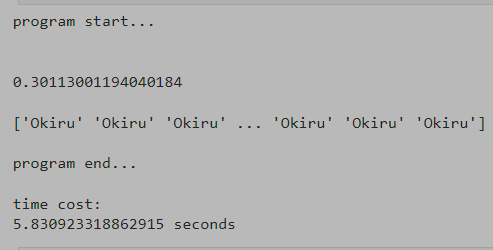 program start...
0.30113001194040184
['Okiru' 'Okiru' 'Okiru' ... 'Okiru' 'Okiru' 'Okiru']
program end...
time cost:
5.830923318862915 seconds